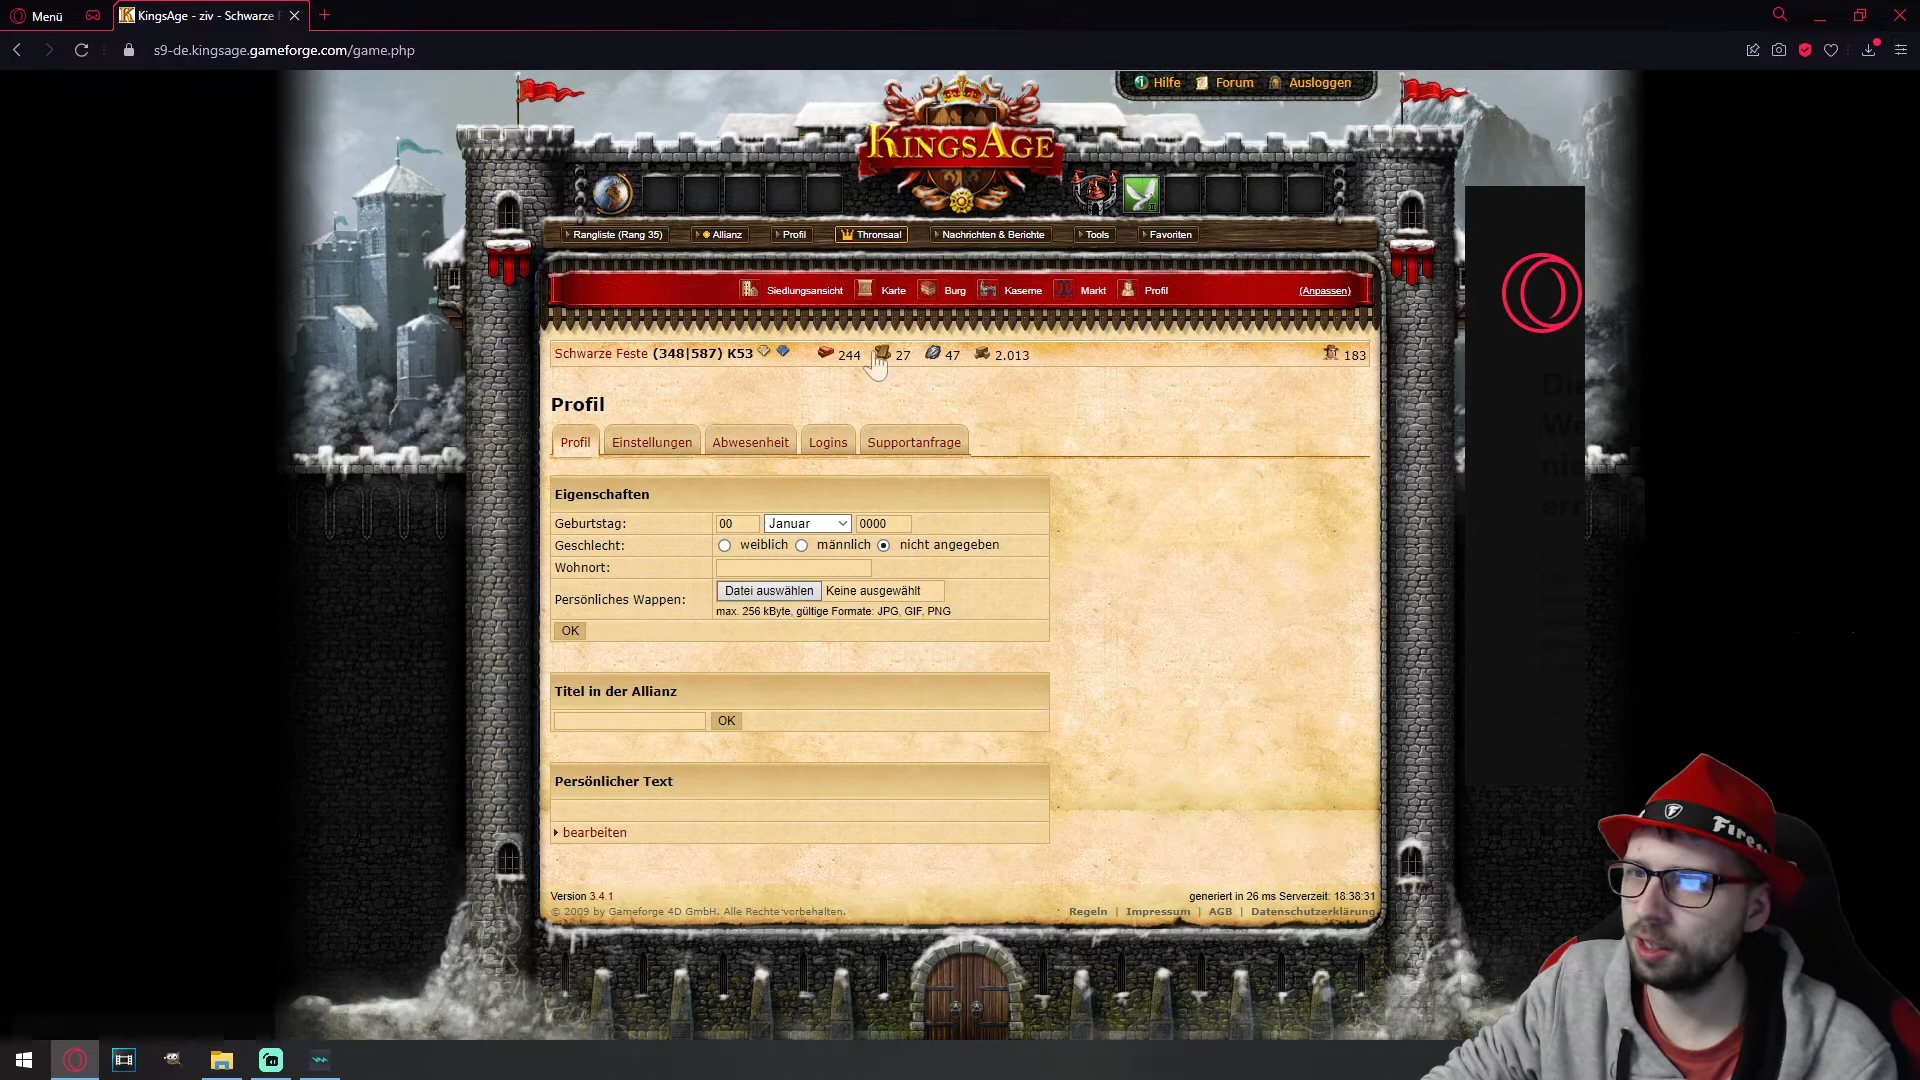 Menü
KingsAge - ziv - Schwarze F
s9-de.kingsage.gameforge.com/game.php
Hilfe
Forum
Ausloggen
KINGSAGE
Rangliste (Rang 35)
Allianz
Profil
Thronsaal
Nachrichten & Berichte
Tools
Favoriten
Siedlungsansicht
Karte
Burg
Kaserne
Markt
Profil
(Anpassen)
Schwarze Feste (348|587) K53 244 27 47 2.013 183
Profil
Profil Einstellungen Abwesenheit Logins Supportanfrage
Eigenschaften
Geburtstag: 00 Januar 0000
Geschlecht: weiblich männlich nicht angegeben
Wohnort:
Persönliches Wappen: Datei auswählen Keine ausgewählt
max. 256 kByte, gültige Formate: JPG, GIF, PNG
OK
Titel in der Allianz
OK
Persönlicher Text
bearbeiten
Version 3.4.1
generiert in 26 ms Serverzeit: 18:38:31
© 2009 by Gameforge 4D GmbH. Alle Rechte vorbehalten.
Regeln | Impressum | AGB | Datenschutzerklärung